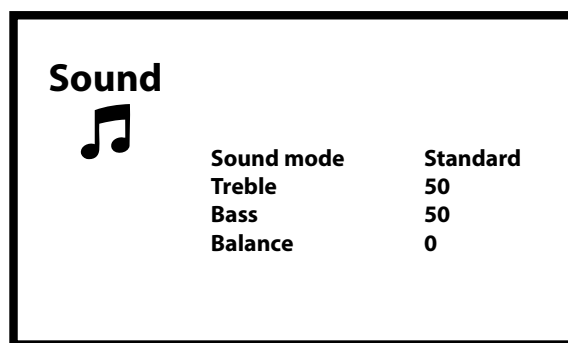 Sound
Sound mode Standard
Treble 50
Bass 50
Balance 0